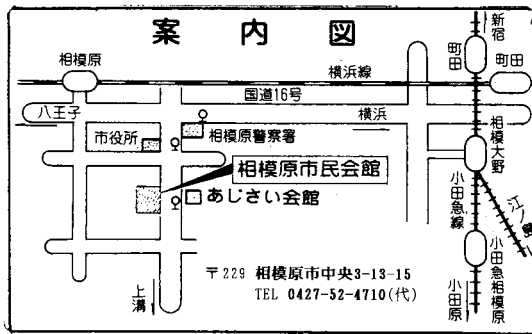 案内図
新宿
相模原
町田
町田
横浜線
国道16号
八王子
横浜
市役所
相模原警察署
相模大野
相模原市民会館
あじさい会館
小田急線
江ノ島
小田急相模原
上溝
小田原
〒229 相模原市中央3-13-15
TEL 0427-52-4710(代)